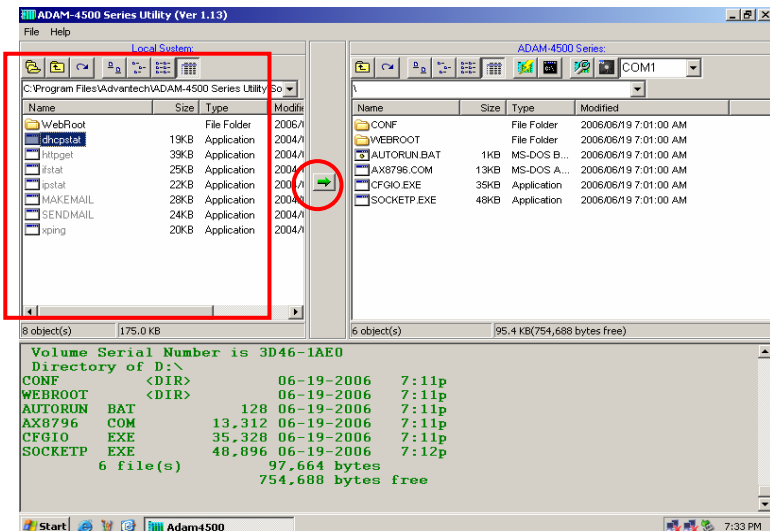 ADAM-4500 Series Utility (Ver 1.13)
File Help
Local System:
C:\Program Files\Advantech\ADAM-4500 Series Utility So
Name Size Type Modifie
WebRoot File Folder 2006/
dhcpstat 19KB Application 2004/
httpget 39KB Application 2004/
ifstat 25KB Application 2004/
ipstat 22KB Application
MAKEMAIL 28KB Application
SENDMAIL 24KB Application 2004/
xping 20KB Application 2004/
8 object(s) 175.0 KB
ADAM-4500 Series:
COM1
\
Name Size Type Modified
CONF File Folder 2006/06/19 7:01:00 AM
WEBROOT File Folder 2006/06/19 7:01:00 AM
AUTORUN.BAT 1KB MS-DOS B... 2006/06/19 7:01:00 AM
AX8796.COM 13KB MS-DOS A... 2006/06/19 7:01:00 AM
CFGIO.EXE 35KB Application 2006/06/19 7:01:00 AM
SOCKETP.EXE 48KB Application 2006/06/19 7:01:00 AM
6 object(s) 95.4 KB(754,688 bytes free)
Volume Serial Number is 3D46-1AE0
Directory of D:\
CONF <DIR> 06-19-2006 7:11p
WEBROOT <DIR> 06-19-2006 7:11p
AUTORUN BAT 128 06-19-2006 7:11p
AX8796 COM 13,312 06-19-2006 7:11p
CFGIO EXE 35,328 06-19-2006 7:11p
SOCKETP EXE 48,896 06-19-2006 7:12p
6 file(s) 97,664 bytes
754,688 bytes free
Start Adam4500 7:33 PM